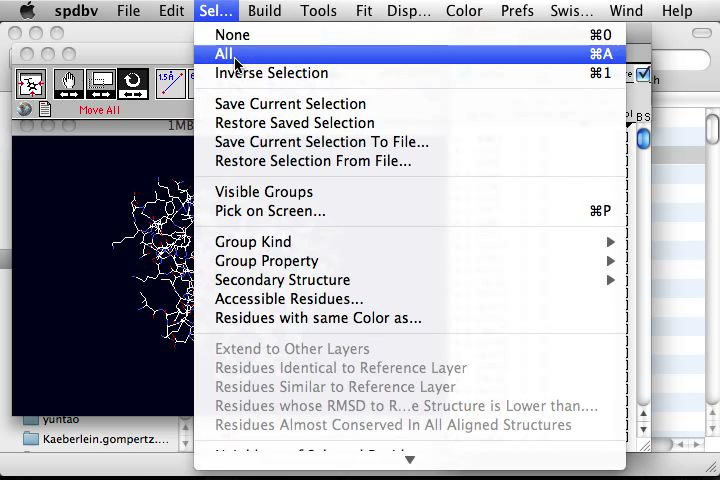 spdbv File Edit Sel... Build Tools Fit Disp... Color Prefs Swis... Wind Help
None ⌘0
All ⌘A
Inverse Selection ⌘1
Save Current Selection
Restore Saved Selection
Save Current Selection To File...
Restore Selection From File...
Visible Groups
Pick on Screen... ⌘P
Group Kind
Group Property
Secondary Structure
Accessible Residues...
Residues with same Color as...
Extend to Other Layers
Residues Identical to Reference Layer
Residues Similar to Reference Layer
Residues whose RMSD to R...e Structure is Lower than....
Residues Almost Conserved In All Aligned Structures
1.5Å
Move All
1MB
BS
yuntao
Kaeberlein.gompertz....